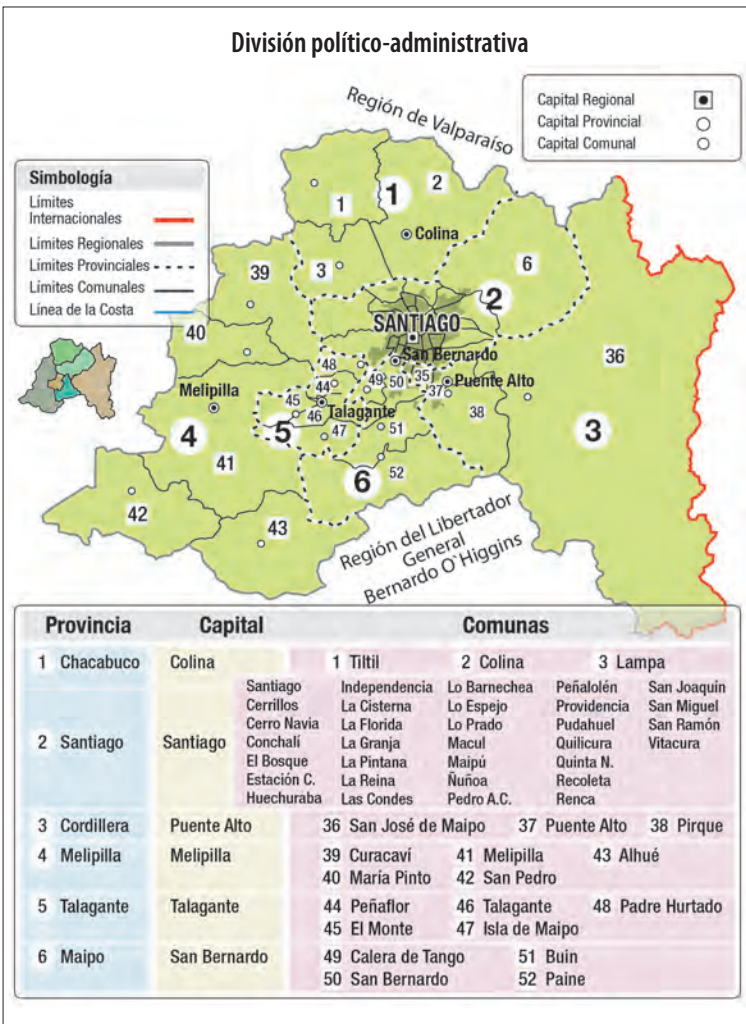 División político-administrativa
Región de Valparaíso
Capital Regional
Capital Provincial
Capital Comunal
Simbología
Límites
Internacionales
Límites Regionales
Límites Provinciales
Límites Comunales
Línea de la Costa
1
1
2
Colina
3
6
2
39
SANTIAGO
40
San Bernardo
36
48
49
50
35
Puente Alto
44
37
Melipilla
45
Talagante
46
38
4
5
47
51
3
41
6
52
42
43
Región del Libertador
General
Bernardo O`Higgins
Provincia Capital Comunas
1 Chacabuco Colina 1 Tiltil 2 Colina 3 Lampa
2 Santiago Santiago
Santiago Independencia Lo Barnechea Peñalolén San Joaquín
Cerrillos La Cisterna Lo Espejo Providencia San Miguel
Cerro Navia La Florida Lo Prado Pudahuel San Ramón
Conchalí La Granja Macul Quilicura Vitacura
El Bosque La Pintana Maipú Quinta N.
Estación C. La Reina Ñuñoa Recoleta
Huechuraba Las Condes Pedro A.C. Renca
3 Cordillera Puente Alto 36 San José de Maipo 37 Puente Alto 38 Pirque
4 Melipilla Melipilla 39 Curacaví 41 Melipilla 43 Alhué
40 María Pinto 42 San Pedro
5 Talagante Talagante 44 Peñaflor 46 Talagante 48 Padre Hurtado
45 El Monte 47 Isla de Maipo
6 Maipo San Bernardo 49 Calera de Tango 51 Buin
50 San Bernardo 52 Paine